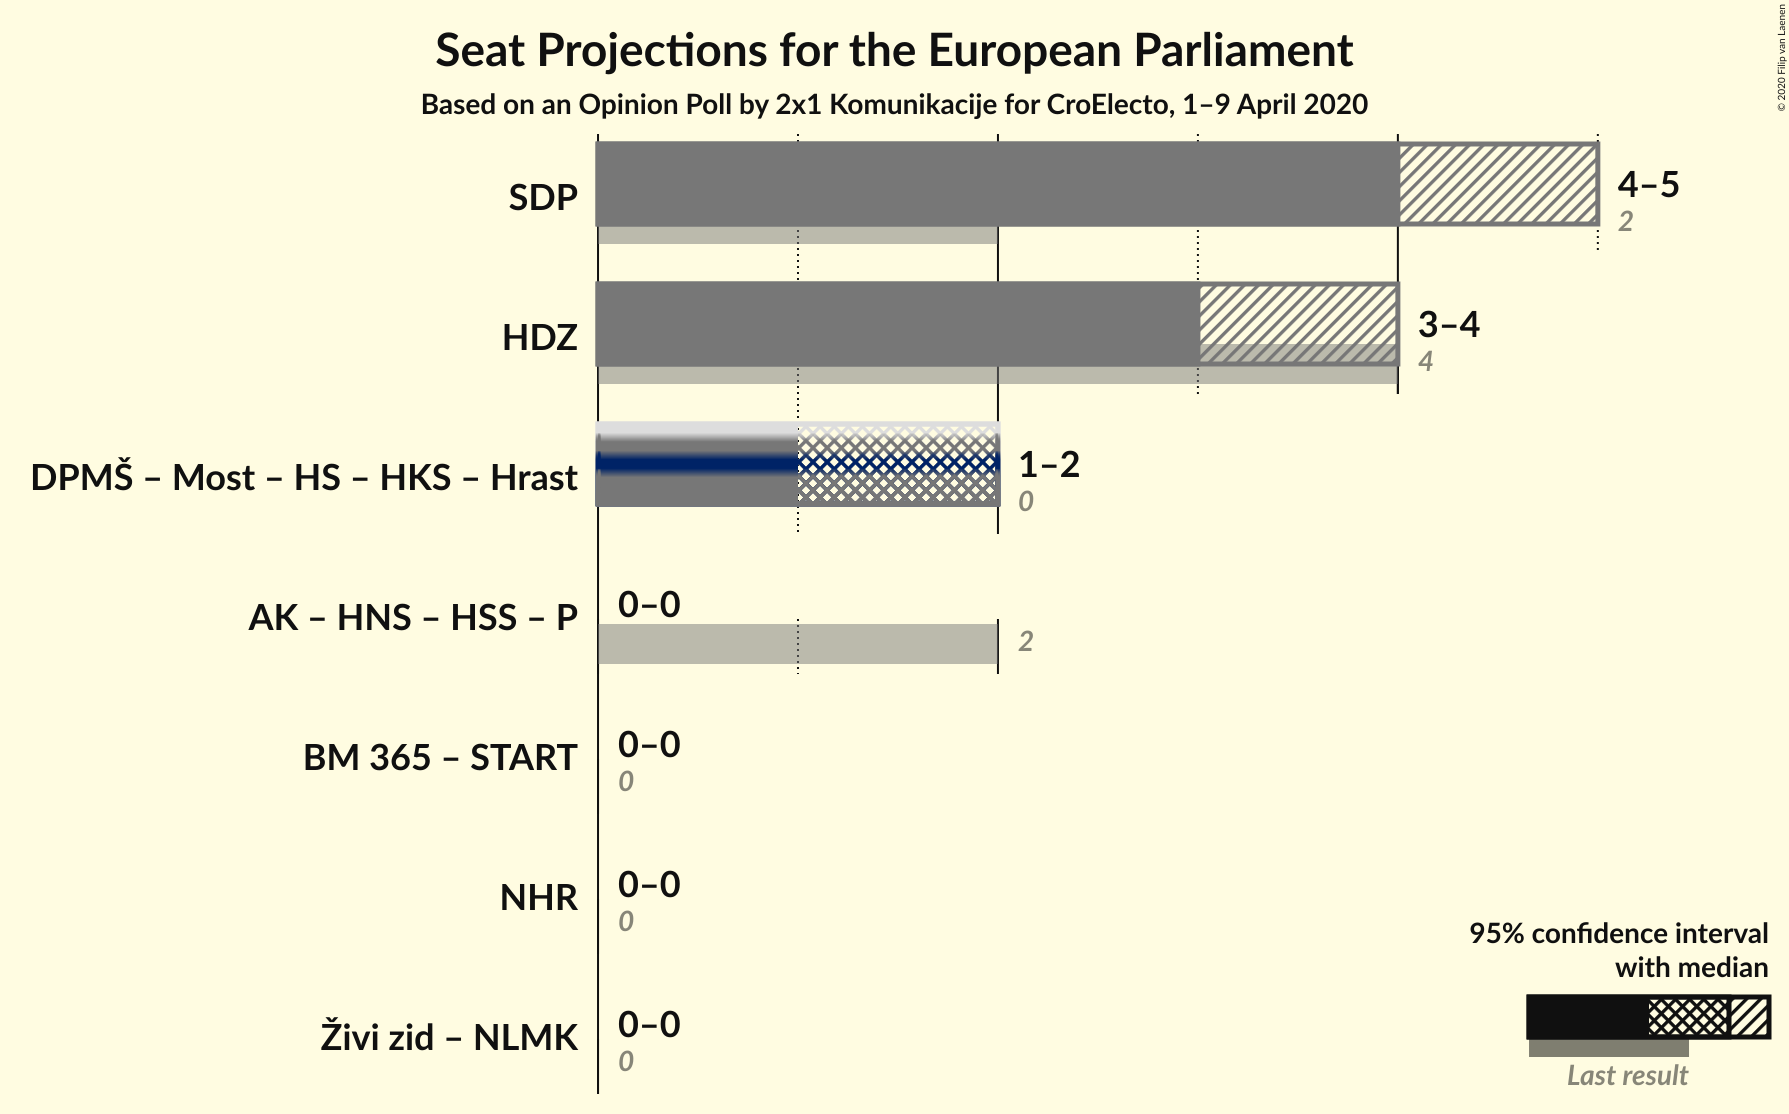 Seat Projections for the European Parliament
Based on an Opinion Poll by 2x1 Komunikacije for CroElecto, 1–9 April 2020
© 2020 Filip van Laenen
SDP
4–5
2
HDZ
3–4
4
DPMŠ – Most – HS – HKS – Hrast
1–2
0
AK – HNS – HSS – P
0–0
2
BM 365 – START
0–0
0
NHR
0–0
0
Živi zid – NLMK
0–0
0
95% confidence interval
with median
Last result